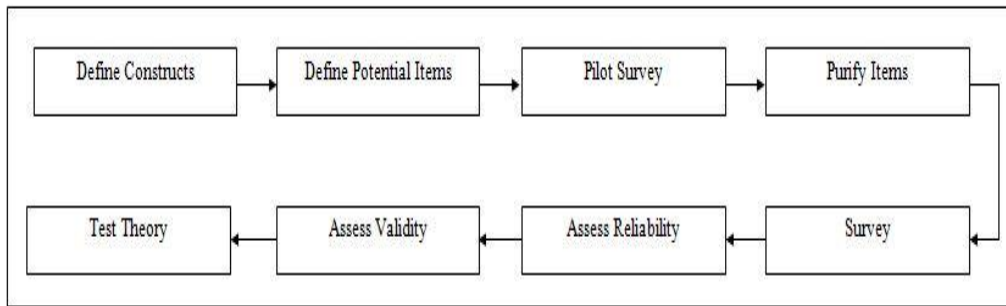 Define Constructs
Define Potential Items
Pilot Survey
Purify Items
Test Theory
Assess Validity
Assess Reliability
Survey